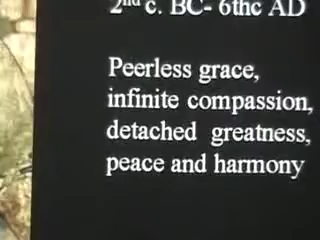 2nd c. BC- 6thc AD
Peerless grace,
infinite compassion,
detached greatness,
peace and harmony